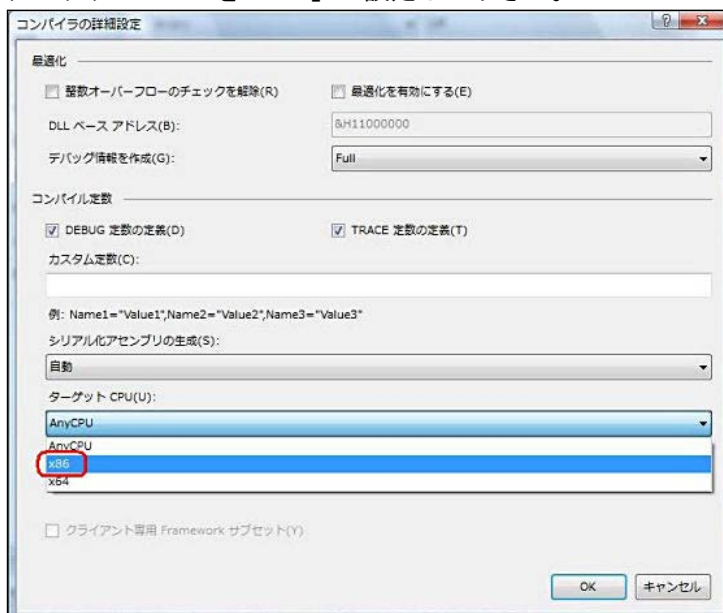 コンパイラの詳細設定
最適化
整数オーバーフローのチェックを解除(R)
最適化を有効にする(E)
DLL ベース アドレス(B):
&H11000000
デバッグ情報を作成(G):
Full
コンパイル定数
DEBUG 定数の定義(D)
TRACE 定数の定義(T)
カスタム定数(C):
例: Name1="Value1",Name2="Value2",Name3="Value3"
シリアル化アセンブリの生成(S):
自動
ターゲット CPU(U):
AnyCPU
AnyCPU
x86
x64
クライアント専用 Framework サブセット(Y)
OK
キャンセル